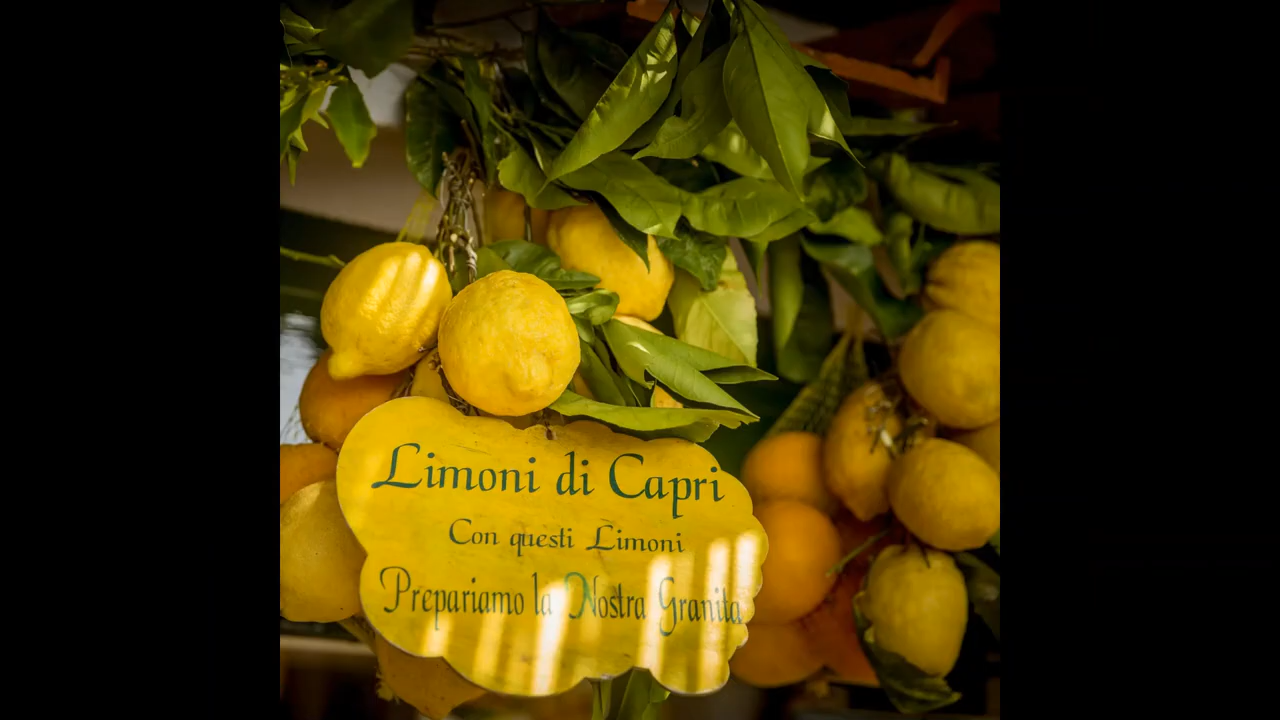 Limoni di Capri
Con questi Limoni
Prepariamo la Nostra Granita